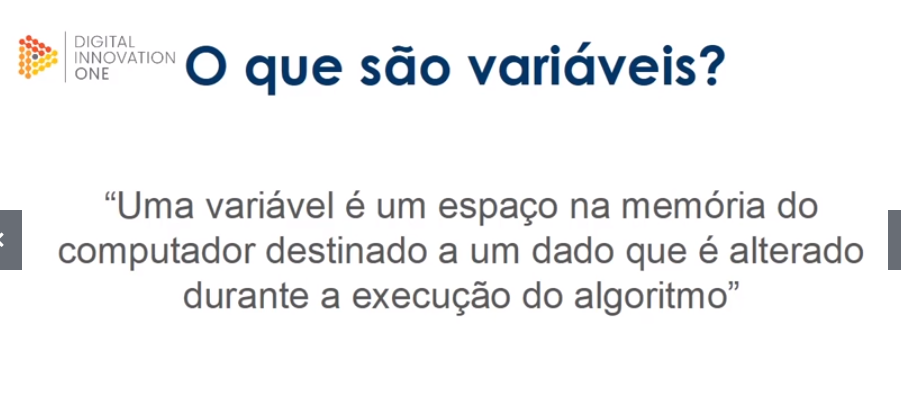 DIGITAL
INNOVATION
ONE
O que são variáveis?
“Uma variável é um espaço na memória do
computador destinado a um dado que é alterado
durante a execução do algoritmo”